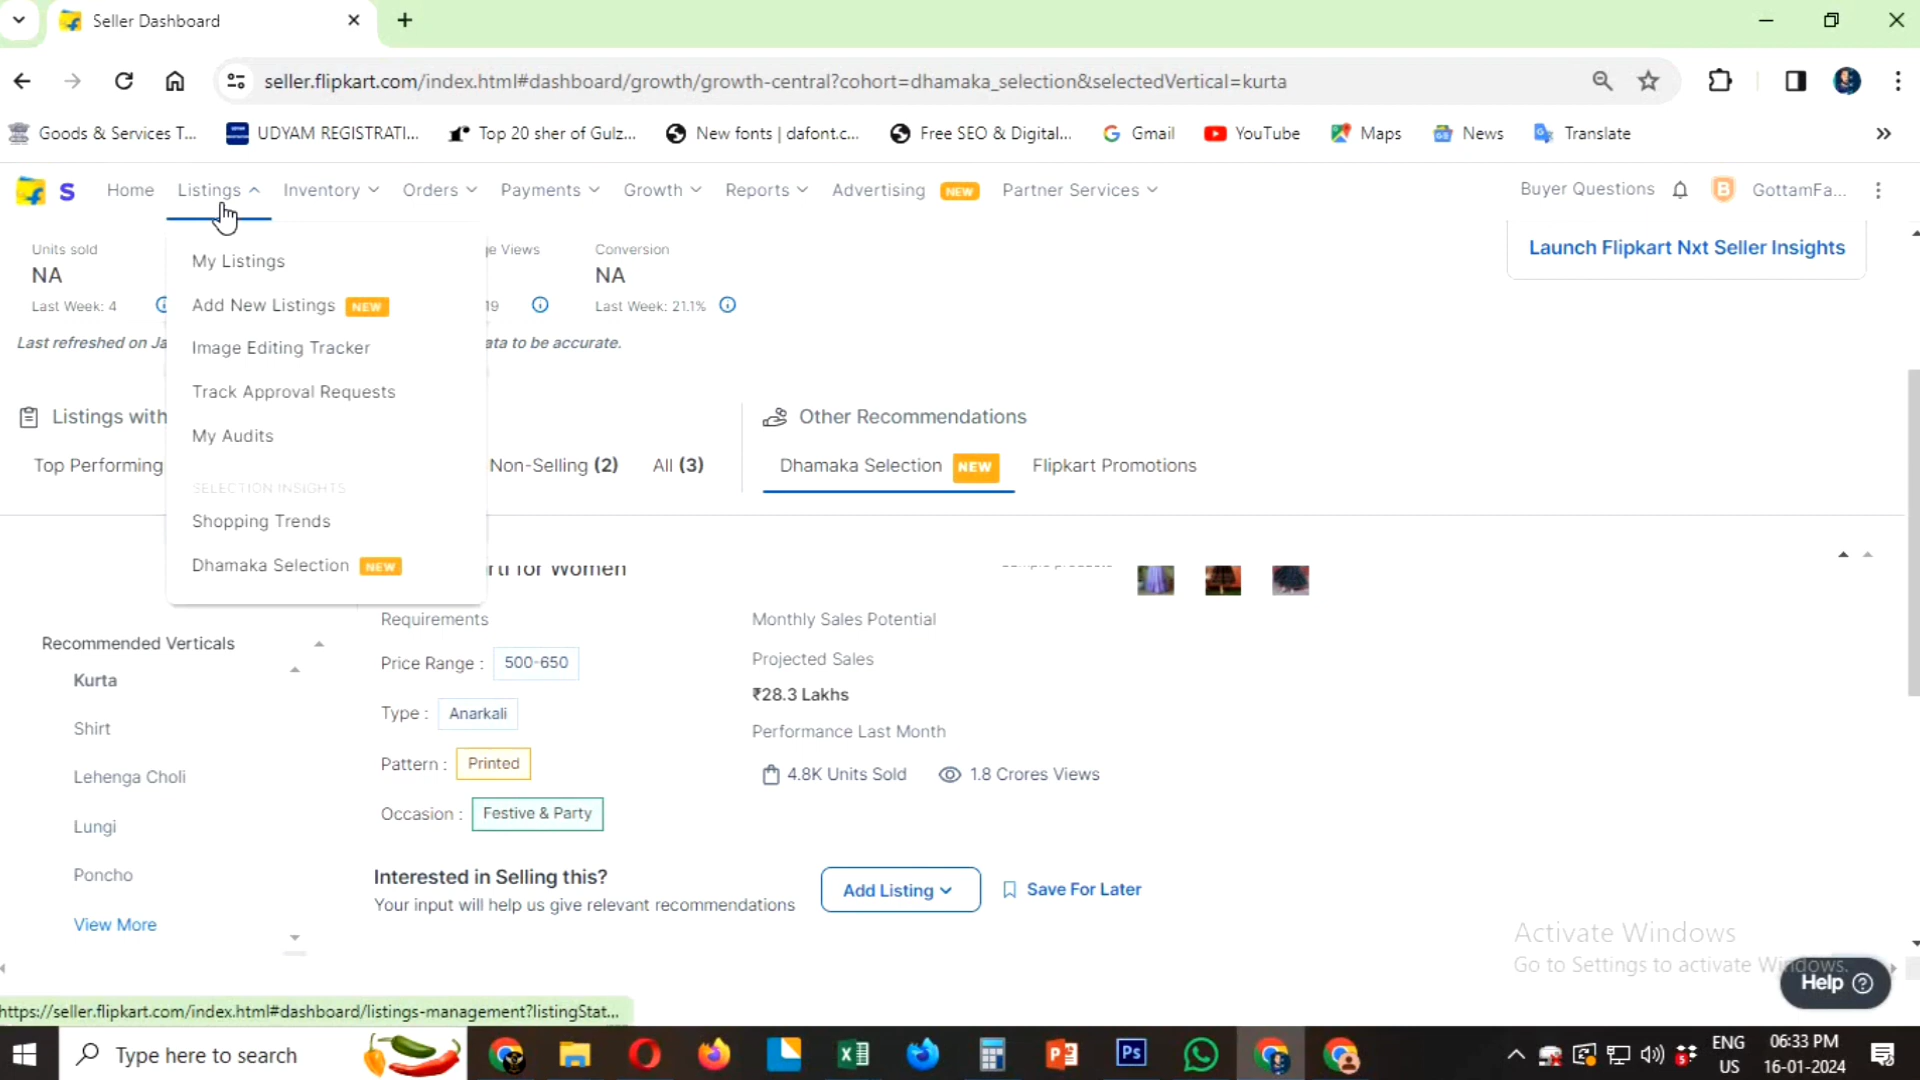 Seller Dashboard
seller.flipkart.com/index.html#dashboard/growth/growth-central?cohort=dhamaka_selection&selectedVertical=kurta
Goods & Services T... UDYAM REGISTRATI... Top 20 sher of Gulz... New fonts | dafont.c... Free SEO & Digital... Gmail YouTube Maps News Translate
S Home Listings Inventory Orders Payments Growth Reports Advertising NEW Partner Services Buyer Questions B GottamFa...
Units sold
NA
Last Week: 4
Last refreshed on Ja
My Listings
Add New Listings NEW
Image Editing Tracker
Track Approval Requests
My Audits
SELECTION INSIGHTS
Shopping Trends
Dhamaka Selection NEW
ge Views
19
ata to be accurate.
Conversion
NA
Last Week: 21.1%
Launch Flipkart Nxt Seller Insights
Listings with
Top Performing Non-Selling (2) All (3)
Other Recommendations
Dhamaka Selection NEW Flipkart Promotions
for Women
Recommended Verticals
Kurta
Shirt
Lehenga Choli
Lungi
Poncho
View More
Requirements
Price Range : 500-650
Type : Anarkali
Pattern : Printed
Occasion : Festive & Party
Monthly Sales Potential
Projected Sales
₹28.3 Lakhs
Performance Last Month
4.8K Units Sold 1.8 Crores Views
Interested in Selling this?
Your input will help us give relevant recommendations
Add Listing Save For Later
Activate Windows
Go to Settings to activate Windows.
Help
https://seller.flipkart.com/index.html#dashboard/listings-management?listingStat...
Type here to search
ENG
US
06:33 PM
16-01-2024